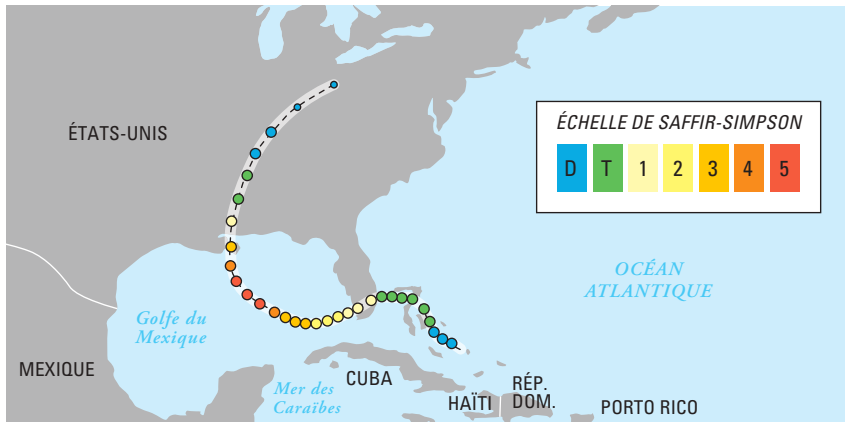 ÉTATS-UNIS
ÉCHELLE DE SAFFIR-SIMPSON
D T 1 2 3 4 5
OCÉAN
ATLANTIQUE
Golfe du
Mexique
MEXIQUE
CUBA
Mer des
Caraïbes
HAÏTI
RÉP.
DOM.
PORTO RICO